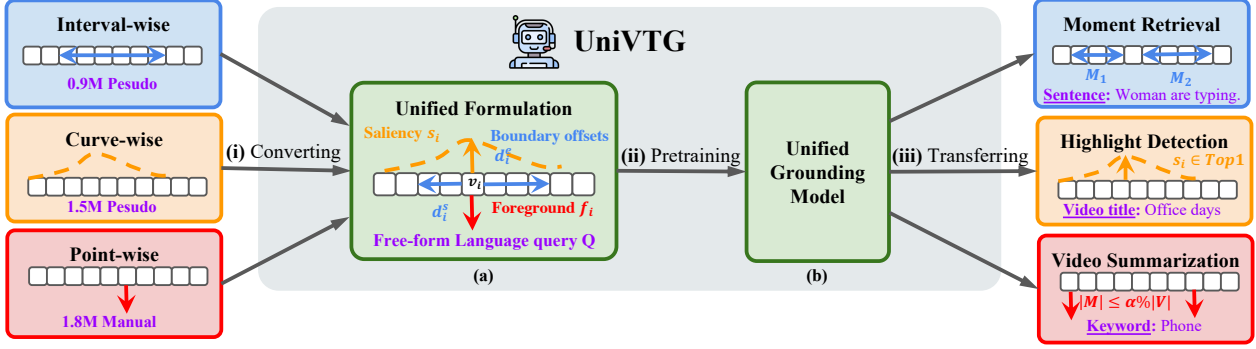 Interval-wise
0.9M Pesudo
Curve-wise
1.5M Pesudo
Point-wise
1.8M Manual
(i) Converting
UniVTG
Unified Formulation
Saliency s_i
Boundary offsets
d_i^e
v_i
d_i^s
Foreground f_i
Free-form Language query Q
(a)
(ii) Pretraining
Unified
Grounding
Model
(b)
(iii) Transferring
Moment Retrieval
M_1 M_2
Sentence: Woman are typing.
Highlight Detection
s_i ∈ Top1
Video title: Office days
Video Summarization
|M| ≤ α%|V|
Keyword: Phone